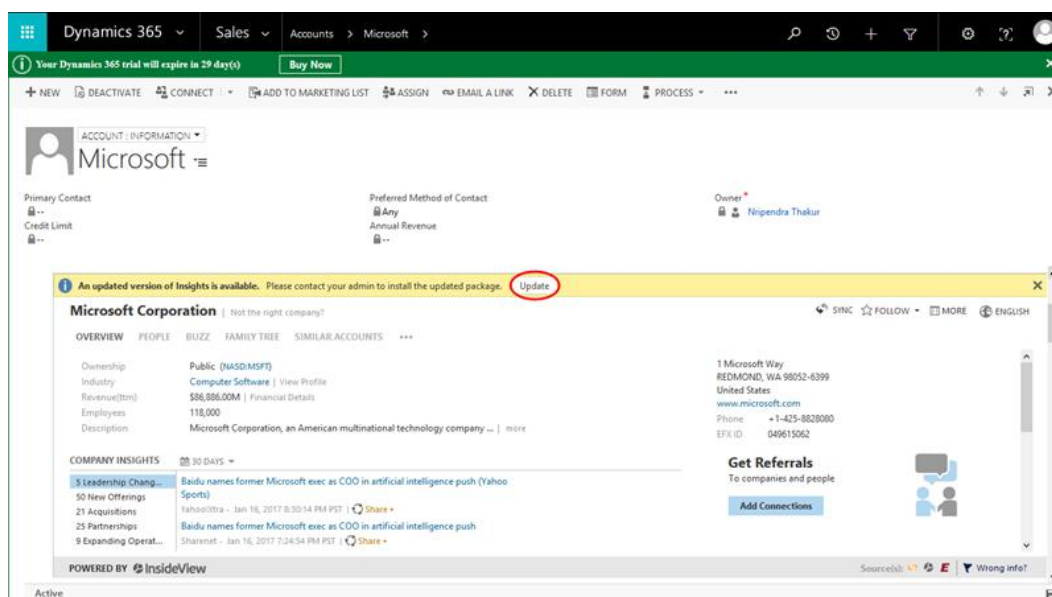 Dynamics 365 Sales Accounts > Microsoft >
Your Dynamics 365 trial will expire in 29 day(s) Buy Now
NEW DEACTIVATE CONNECT ADD TO MARKETING LIST ASSIGN EMAIL A LINK DELETE FORM PROCESS
ACCOUNT : INFORMATION
Microsoft
Primary Contact Preferred Method of Contact Owner*
-- Any Nripendra Thakur
Credit Limit Annual Revenue
-- --
An updated version of Insights is available. Please contact your admin to install the updated package. Update
Microsoft Corporation | Not the right company? SYNC FOLLOW MORE ENGLISH
OVERVIEW PEOPLE BUZZ FAMILY TREE SIMILAR ACCOUNTS
Ownership Public (NASD:MSFT)
Industry Computer Software | View Profile
Revenue(ttm) $86,886.00M | Financial Details
Employees 118,000
Description Microsoft Corporation, an American multinational technology company ... | more
1 Microsoft Way
REDMOND, WA 98052-6399
United States
www.microsoft.com
Phone +1-425-8828080
EFX ID 049615062
COMPANY INSIGHTS 30 DAYS
5 Leadership Chang...
50 New Offerings
21 Acquisitions
25 Partnerships
9 Expanding Operat...
Baidu names former Microsoft exec as COO in artificial intelligence push (Yahoo
Sports)
Yahoo!Xtra - Jan 16, 2017 8:30:14 PM PST | Share
Baidu names former Microsoft exec as COO in artificial intelligence push
Sharenet - Jan 16, 2017 7:24:54 PM PST | Share
Get Referrals
To companies and people
Add Connections
POWERED BY InsideView Source(s): E Wrong info?
Active